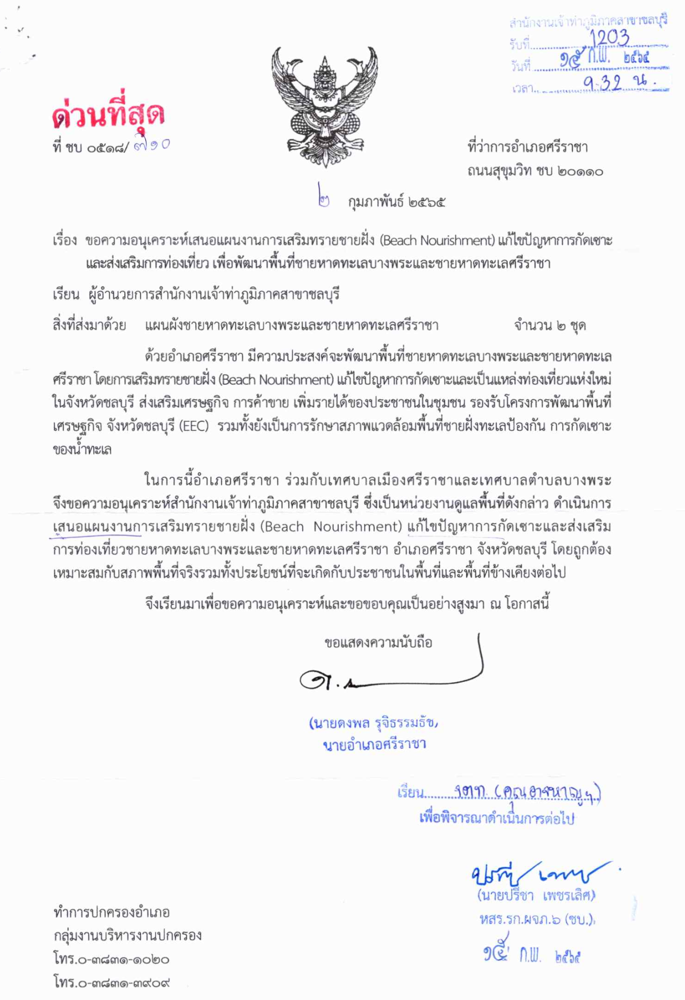 สำนักงานเจ้าท่าภูมิภาคสาขาชลบุรี
รับที่ 1203
วันที่ ๑๕ ก.พ. ๒๕๖๕
เวลา 9.32 น.
ด่วนที่สุด
ที่ ชบ ๐๕๑๘/ ๗๑๐
ที่ว่าการอำเภอศรีราชา
ถนนสุขุมวิท ชบ ๒๐๑๑๐
๒ กุมภาพันธ์ ๒๕๖๕
เรื่อง ขอความอนุเคราะห์เสนอแผนงานการเสริมทรายชายฝั่ง (Beach Nourishment) แก้ไขปัญหาการกัดเซาะ
และส่งเสริมการท่องเที่ยว เพื่อพัฒนาพื้นที่ชายหาดทะเลบางพระและชายหาดทะเลศรีราชา
เรียน ผู้อำนวยการสำนักงานเจ้าท่าภูมิภาคสาขาชลบุรี
สิ่งที่ส่งมาด้วย แผนผังชายหาดทะเลบางพระและชายหาดทะเลศรีราชา จำนวน ๒ ชุด
ด้วยอำเภอศรีราชา มีความประสงค์จะพัฒนาพื้นที่ชายหาดทะเลบางพระและชายหาดทะเล
ศรีราชา โดยการเสริมทรายชายฝั่ง (Beach Nourishment) แก้ไขปัญหาการกัดเซาะและเป็นแหล่งท่องเที่ยวแห่งใหม่
ในจังหวัดชลบุรี ส่งเสริมเศรษฐกิจ การค้าขาย เพิ่มรายได้ของประชาชนในชุมชน รองรับโครงการพัฒนาพื้นที่
เศรษฐกิจ จังหวัดชลบุรี (EEC) รวมทั้งยังเป็นการรักษาสภาพแวดล้อมพื้นที่ชายฝั่งทะเลป้องกัน การกัดเซาะ
ของน้ำทะเล
ในการนี้อำเภอศรีราชา ร่วมกับเทศบาลเมืองศรีราชาและเทศบาลตำบลบางพระ
จึงขอความอนุเคราะห์สำนักงานเจ้าท่าภูมิภาคสาขาชลบุรี ซึ่งเป็นหน่วยงานดูแลพื้นที่ดังกล่าว ดำเนินการ
เสนอแผนงานการเสริมทรายชายฝั่ง (Beach Nourishment) แก้ไขปัญหาการกัดเซาะและส่งเสริม
การท่องเที่ยวชายหาดทะเลบางพระและชายหาดทะเลศรีราชา อำเภอศรีราชา จังหวัดชลบุรี โดยถูกต้อง
เหมาะสมกับสภาพพื้นที่จริงรวมทั้งประโยชน์ที่จะเกิดกับประชาชนในพื้นที่และพื้นที่ข้างเคียงต่อไป
จึงเรียนมาเพื่อขอความอนุเคราะห์และขอขอบคุณเป็นอย่างสูงมา ณ โอกาสนี้
ขอแสดงความนับถือ
(นายดงพล รุจิธรรมธัช)
นายอำเภอศรีราชา
เรียน
เพื่อพิจารณาดำเนินการต่อไป
(นายปรีชา เพชรเลิศ)
หสร.รก.ผจภ.๖ (ชบ.)
๑๕ ก.พ. ๒๕๖๕
ทำการปกครองอำเภอ
กลุ่มงานบริหารงานปกครอง
โทร.๐-๓๘๓๑-๑๐๒๐
โทร.๐-๓๘๓๑-๓๙๐๙